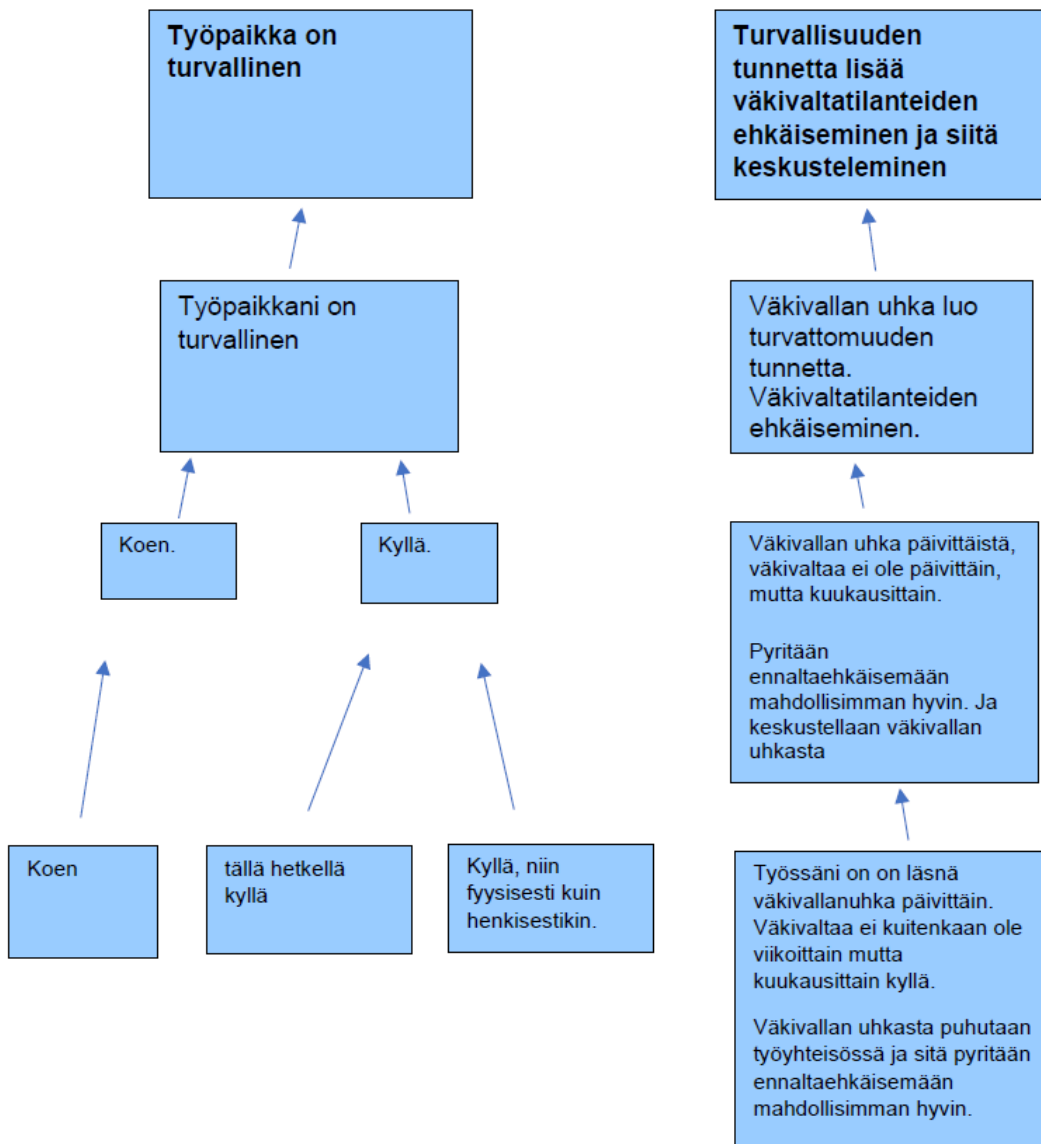 Työpaikka on
turvallinen
Turvallisuuden
tunnetta lisää
väkivaltatilanteiden
ehkäiseminen ja siitä
keskusteleminen
Työpaikkani on
turvallinen
Väkivallan uhka luo
turvattomuuden
tunnetta.
Väkivaltatilanteiden
ehkäiseminen.
Koen.
Kyllä.
Väkivallan uhka päivittäistä,
väkivaltaa ei ole päivittäin,
mutta kuukausittain.
Pyritään
ennaltaehkäisemään
mahdollisimman hyvin. Ja
keskustellaan väkivallan
uhkasta
Koen
tällä hetkellä
kyllä
Kyllä, niin
fyysisesti kuin
henkisestikin.
Työssäni on on läsnä
väkivallanuhka päivittäin.
Väkivaltaa ei kuitenkaan ole
viikoittain mutta
kuukausittain kyllä.
Väkivallan uhkasta puhutaan
työyhteisössä ja sitä pyritään
ennaltaehkäisemään
mahdollisimman hyvin.